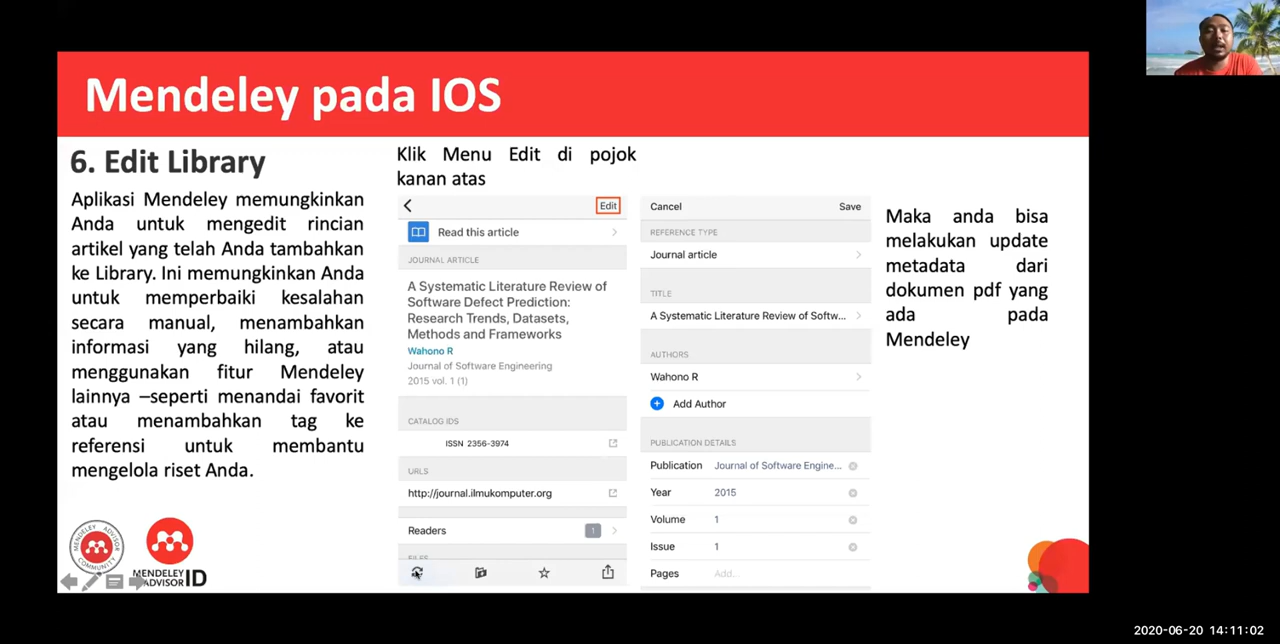 Mendeley pada IOS
6. Edit Library
Aplikasi Mendeley memungkinkan
Anda untuk mengedit rincian
artikel yang telah Anda tambahkan
ke Library. Ini memungkinkan Anda
untuk memperbaiki kesalahan
secara manual, menambahkan
informasi yang hilang, atau
menggunakan fitur Mendeley
lainnya –seperti menandai favorit
atau menambahkan tag ke
referensi untuk membantu
mengelola riset Anda.
MENDELEY ADVISOR COMMUNITY
MENDELEY
ADVISOR ID
Klik Menu Edit di pojok
kanan atas
Edit
Read this article
JOURNAL ARTICLE
A Systematic Literature Review of
Software Defect Prediction:
Research Trends, Datasets,
Methods and Frameworks
Wahono R
Journal of Software Engineering
2015 vol. 1 (1)
CATALOG IDS
ISSN 2356-3974
URLS
http://journal.ilmukomputer.org
Readers 1
FILES
Cancel Save
REFERENCE TYPE
Journal article
TITLE
A Systematic Literature Review of Softw...
AUTHORS
Wahono R
Add Author
PUBLICATION DETAILS
Publication Journal of Software Engine...
Year 2015
Volume 1
Issue 1
Pages Add...
Maka anda bisa
melakukan update
metadata dari
dokumen pdf yang
ada pada
Mendeley
2020-06-20 14:11:02